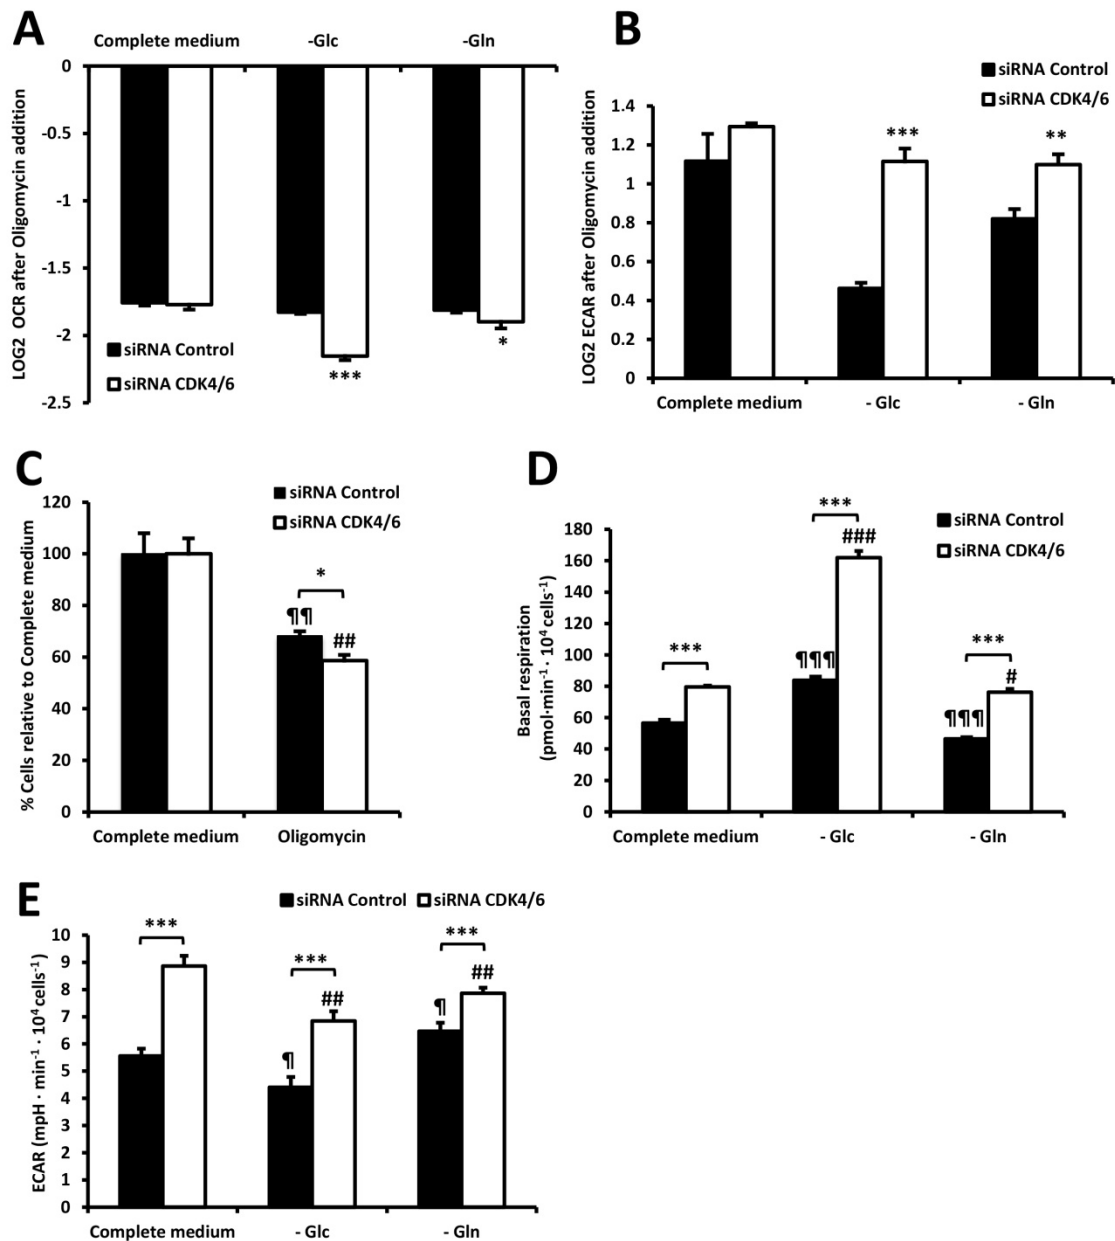 A
Complete medium
-Glc
-Gln
0
-0.5
-1
-1.5
-2
-2.5
LOG2 OCR after Oligomycin addition
siRNA Control
siRNA CDK4/6
***
*
B
siRNA Control
siRNA CDK4/6
1.4
1.2
1
0.8
0.6
0.4
0.2
0
LOG2 ECAR after Oligomycin addition
***
**
Complete medium
- Glc
- Gln
C
siRNA Control
siRNA CDK4/6
120
100
80
60
40
20
0
% Cells relative to Complete medium
*
¶¶
##
Complete medium
Oligomycin
D
siRNA Control
siRNA CDK4/6
180
160
140
120
100
80
60
40
20
0
Basal respiration
(pmol·min⁻¹ · 10⁴ cells⁻¹)
***
***
###
¶¶¶
***
#
¶¶¶
Complete medium
- Glc
- Gln
E
siRNA Control
siRNA CDK4/6
10
9
8
7
6
5
4
3
2
1
0
ECAR (mpH · min⁻¹ · 10⁴ cells⁻¹)
***
***
##
¶
***
##
¶
Complete medium
- Glc
- Gln